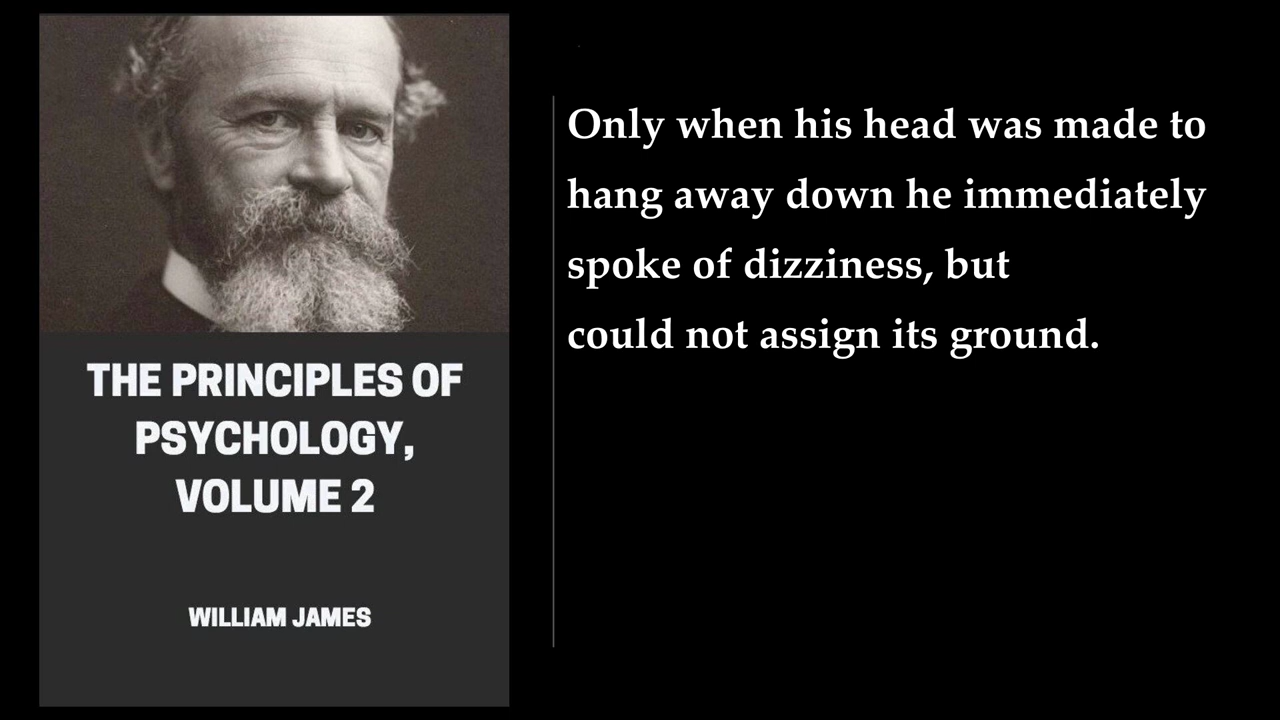 THE PRINCIPLES OF
PSYCHOLOGY,
VOLUME 2
WILLIAM JAMES
Only when his head was made to
hang away down he immediately
spoke of dizziness, but
could not assign its ground.